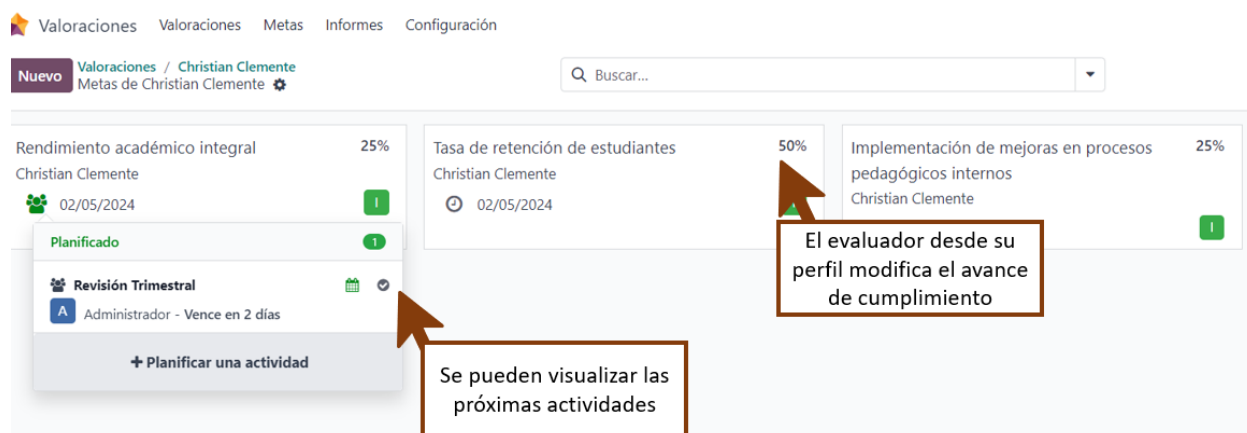 Valoraciones Valoraciones Metas Informes Configuración
Nuevo
Valoraciones / Christian Clemente
Metas de Christian Clemente
Buscar...
Rendimiento académico integral 25%
Christian Clemente
02/05/2024 I
Planificado 1
Revisión Trimestral
A Administrador - Vence en 2 días
+ Planificar una actividad
Tasa de retención de estudiantes 50%
Christian Clemente
02/05/2024
Implementación de mejoras en procesos 25%
pedagógicos internos
Christian Clemente
I
El evaluador desde su
perfil modifica el avance
de cumplimiento
Se pueden visualizar las
próximas actividades